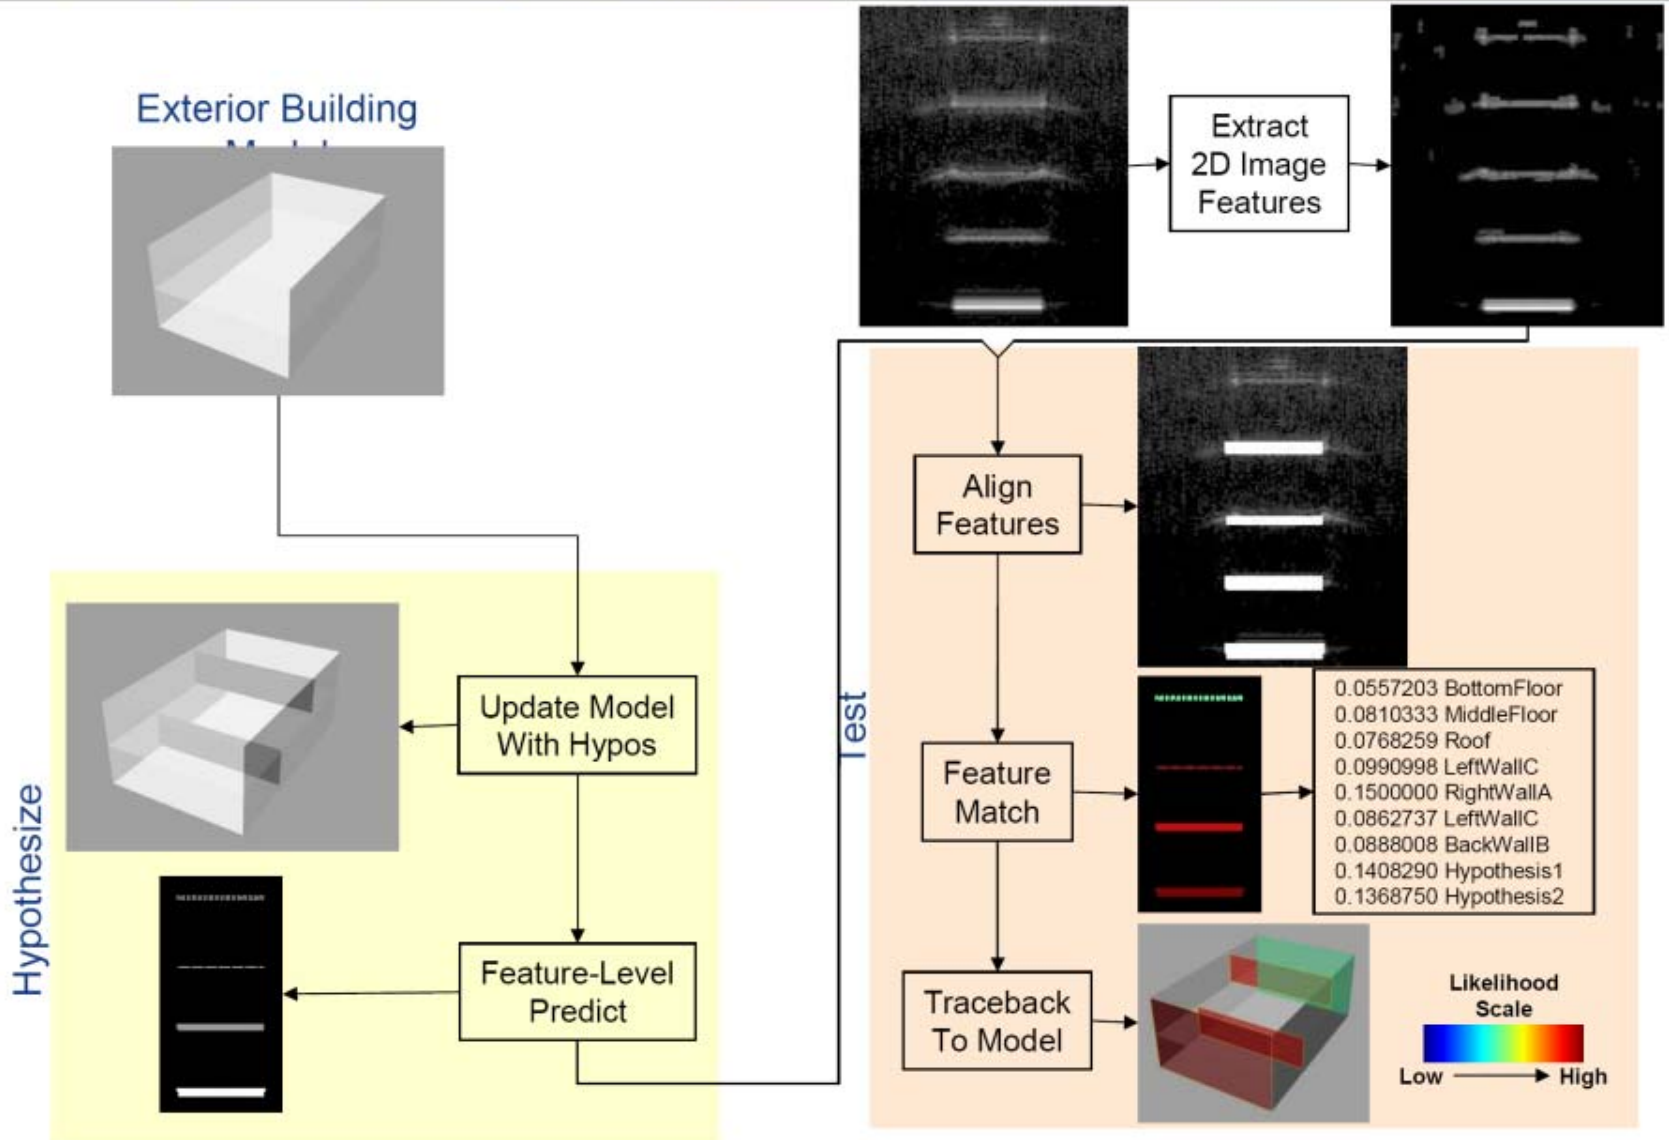 Exterior Building
Extract
2D Image
Features
Align
Features
Update Model
With Hypos
Feature-Level
Predict
Hypothesize
Test
Feature
Match
0.0557203 BottomFloor
0.0810333 MiddleFloor
0.0768259 Roof
0.0990998 LeftWallC
0.1500000 RightWallA
0.0862737 LeftWallC
0.0888008 BackWallB
0.1408290 Hypothesis1
0.1368750 Hypothesis2
Traceback
To Model
Likelihood
Scale
Low
High